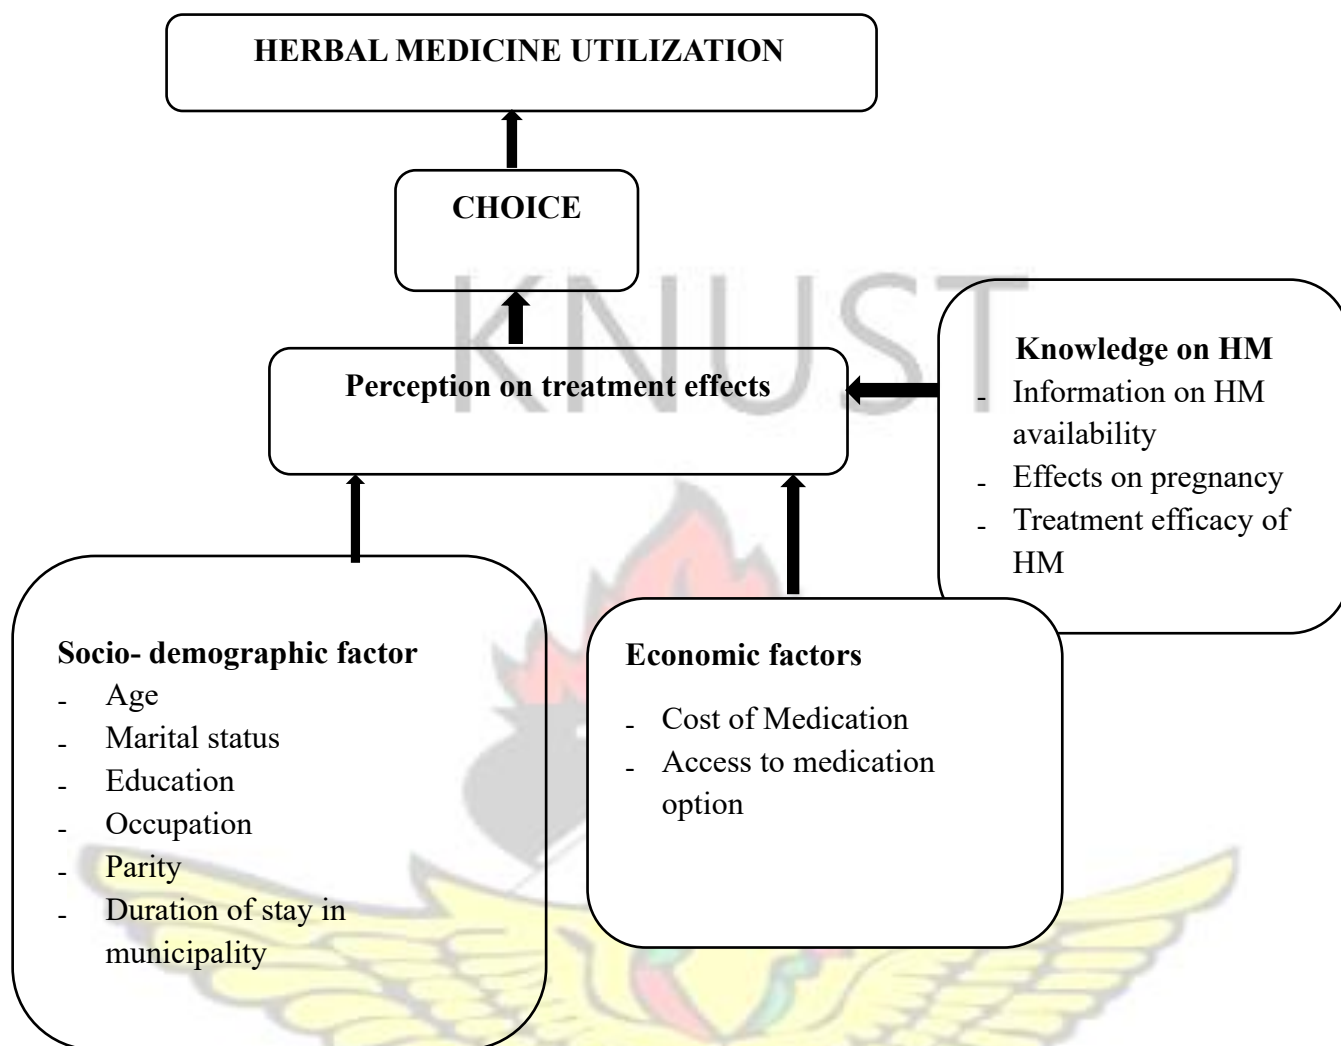 HERBAL MEDICINE UTILIZATION
CHOICE
KNUST
Perception on treatment effects
Knowledge on HM
- Information on HM
availability
- Effects on pregnancy
- Treatment efficacy of
HM
Socio- demographic factor
- Age
- Marital status
- Education
- Occupation
- Parity
- Duration of stay in
municipality
Economic factors
- Cost of Medication
- Access to medication
option